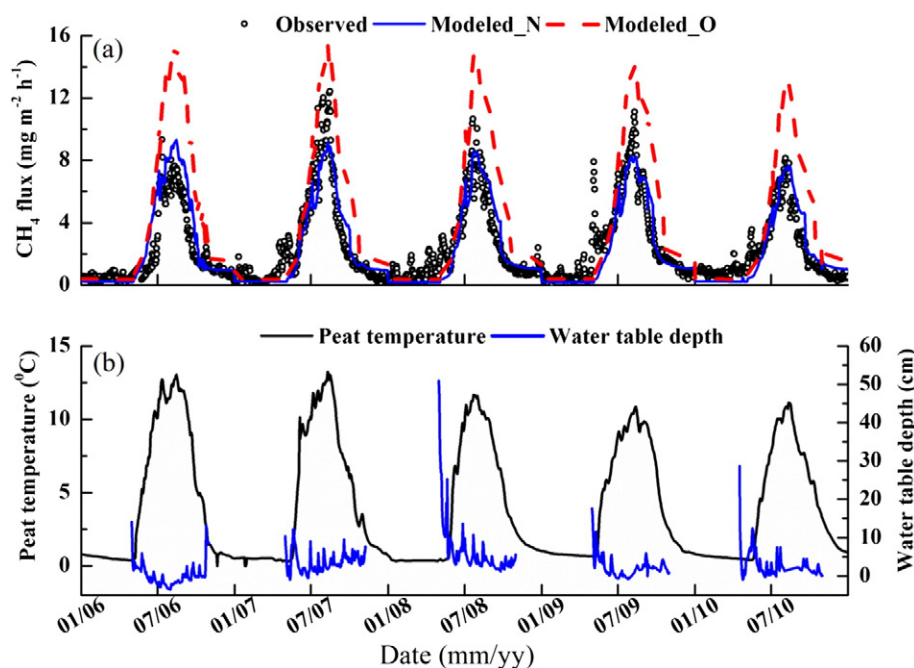 Observed Modeled_N Modeled_O
(a)
CH₄ flux (mg m⁻² h⁻¹)
16
12
8
4
0
Peat temperature Water table depth
(b)
Peat temperature (⁰C)
15
10
5
0
Water table depth (cm)
60
50
40
30
20
10
0
01/06 07/06 01/07 07/07 01/08 07/08 01/09 07/09 01/10 07/10
Date (mm/yy)